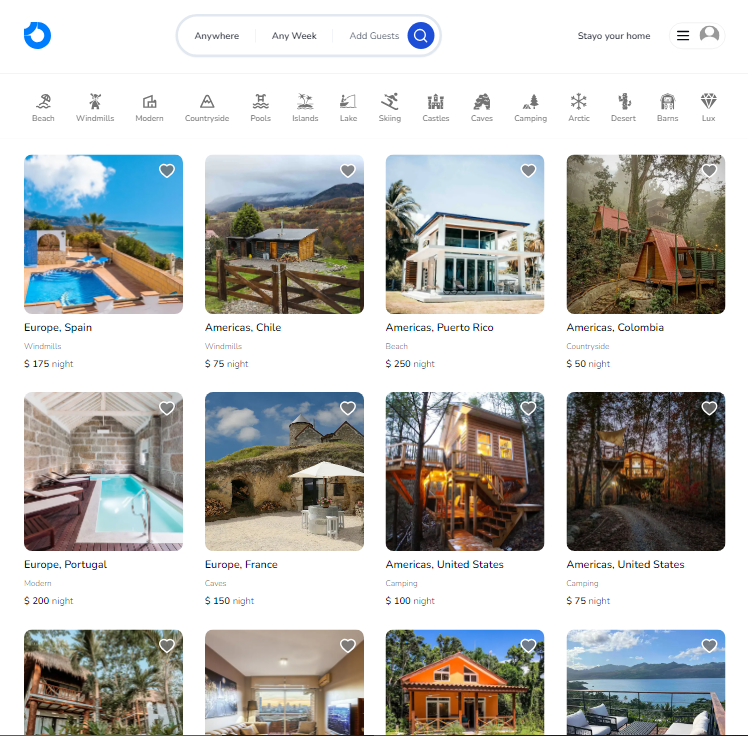 Anywhere
Any Week
Add Guests
Stayo your home
Beach
Windmills
Modern
Countryside
Pools
Islands
Lake
Skiing
Castles
Caves
Camping
Arctic
Desert
Barns
Lux
Europe, Spain
Windmills
$ 175 night
Americas, Chile
Windmills
$ 75 night
Americas, Puerto Rico
Beach
$ 250 night
Americas, Colombia
Countryside
$ 50 night
Europe, Portugal
Modern
$ 200 night
Europe, France
Caves
$ 150 night
Americas, United States
Camping
$ 100 night
Americas, United States
Camping
$ 75 night